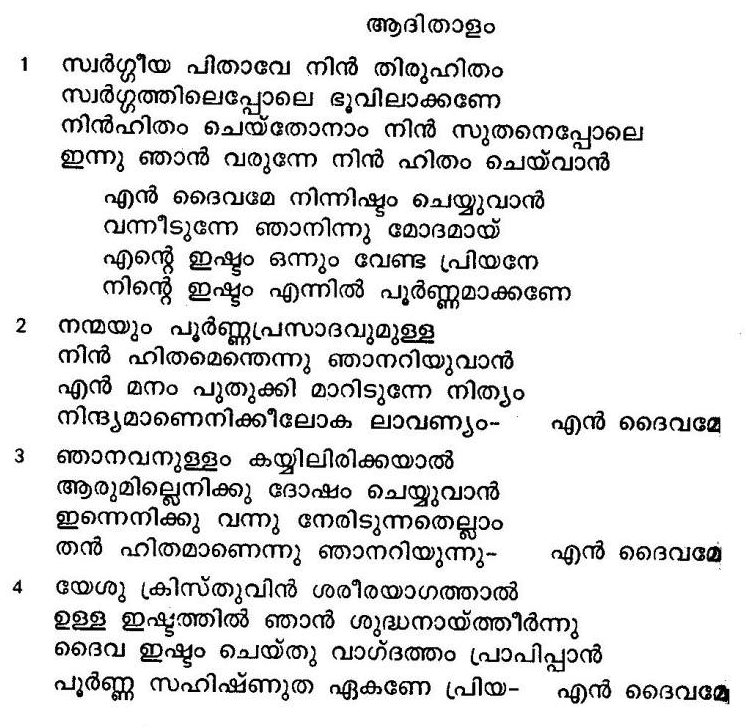 ആദിതാളം
1 സ്വർഗ്ഗീയ പിതാവേ നിൻ തിരുഹിതം
സ്വർഗ്ഗത്തിലെപ്പോലെ ഭൂവിലാക്കണേ
നിൻഹിതം ചെയ്തോനാം നിൻ സുതനെപ്പോലെ
ഇന്നു ഞാൻ വരുന്നേ നിൻ ഹിതം ചെയ്‌വാൻ
എൻ ദൈവമേ നിന്നിഷ്ടം ചെയ്യുവാൻ
വന്നീടുന്നേ ഞാനിന്നു മോദമായ്
എന്റെ ഇഷ്ടം ഒന്നും വേണ്ട പ്രിയനേ
നിന്റെ ഇഷ്ടം എന്നിൽ പൂർണ്ണമാക്കണേ
2 നന്മയും പൂർണ്ണപ്രസാദവുമുള്ള
നിൻ ഹിതമെന്തെന്നു ഞാനറിയുവാൻ
എൻ മനം പുതുക്കി മാറിടുന്നേ നിത്യം
നിന്ദ്യമാണെനിക്കീലോക ലാവണ്യം- എൻ ദൈവമേ
3 ഞാനവനുള്ളം കയ്യിലിരിക്കയാൽ
ആരുമില്ലെനിക്കു ദോഷം ചെയ്യുവാൻ
ഇന്നെനിക്കു വന്നു നേരിടുന്നതെല്ലാം
തൻ ഹിതമാണെന്നു ഞാനറിയുന്നു- എൻ ദൈവമേ
4 യേശു ക്രിസ്തുവിൻ ശരീരയാഗത്താൽ
ഉള്ള ഇഷ്ടത്തിൽ ഞാൻ ശുദ്ധനായ്ത്തീർന്നു
ദൈവ ഇഷ്ടം ചെയ്തു വാഗ്ദത്തം പ്രാപിപ്പാൻ
പൂർണ്ണ സഹിഷ്ണുത ഏകണേ പ്രിയ- എൻ ദൈവമേ